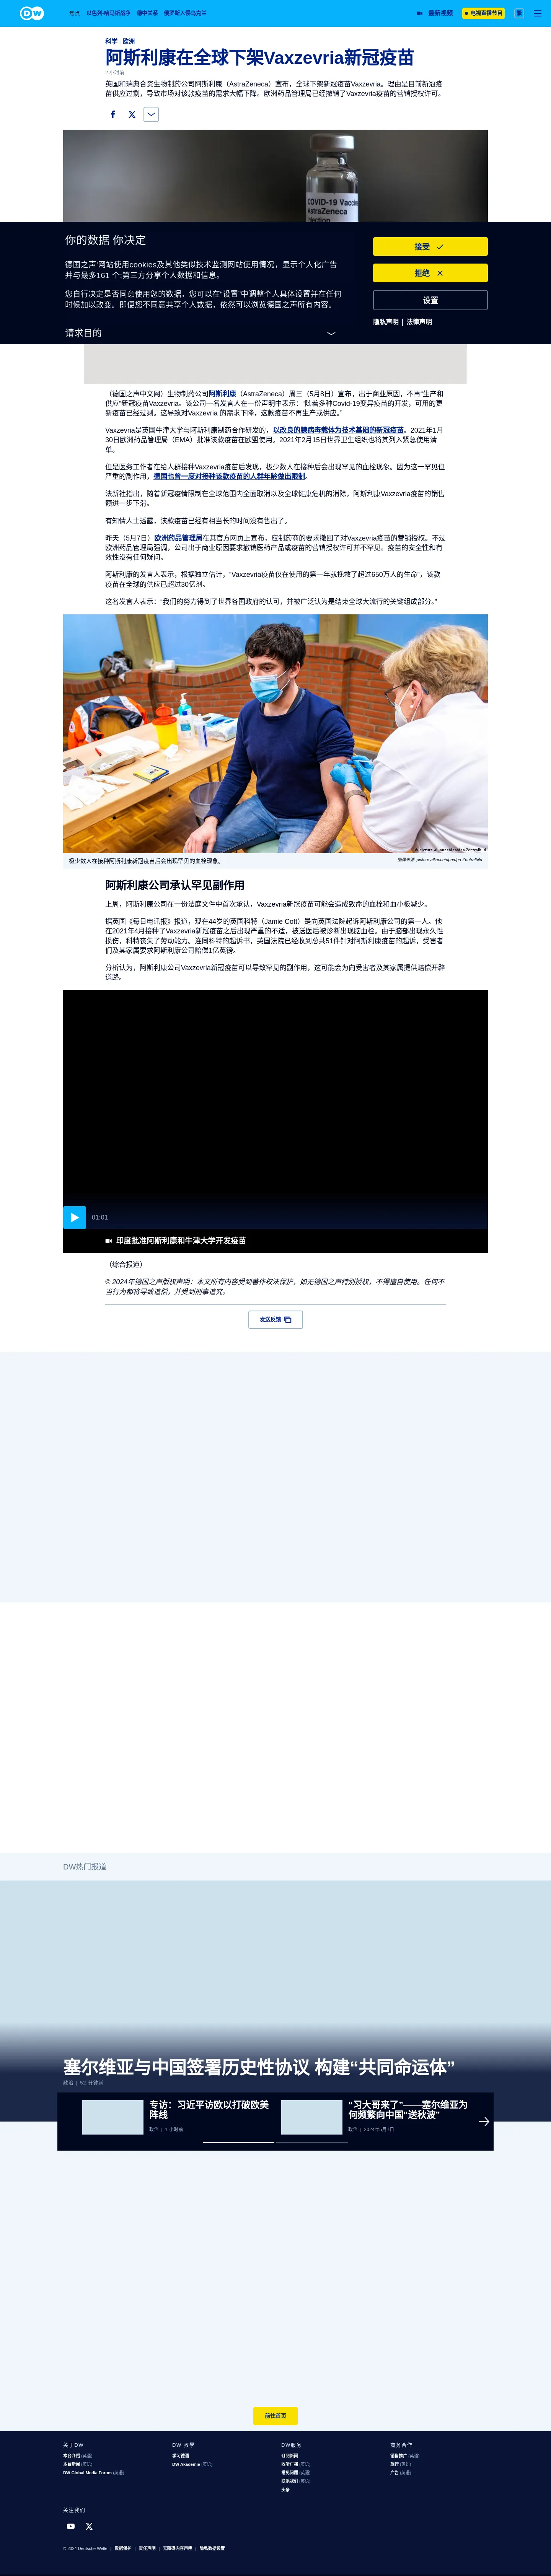 DW
热词
以色列-哈马斯战争
德中关系
俄罗斯入侵乌克兰
最新视频
电视直播节目
繁
科学 | 欧洲
阿斯利康在全球下架Vaxzevria新冠疫苗
2 小时前
英国和瑞典合资生物制药公司阿斯利康（AstraZeneca）宣布，全球下架新冠疫苗Vaxzevria。理由是目前新冠疫
苗供应过剩，导致市场对该款疫苗的需求大幅下降。欧洲药品管理局已经撤销了Vaxzevria疫苗的营销授权许可。
COVID-19 Vaccin
AstraZeneca
你的数据 你决定
德国之声'网站使用cookies及其他类似技术监测网站使用情况，显示个人化广告
并与最多161 个;第三方分享个人数据和信息。
您自行决定是否同意使用您的数据。您可以在“设置”中调整个人具体设置并在任何
时候加以改变。即便您不同意共享个人数据，依然可以浏览德国之声所有内容。
请求目的
接受
拒绝
设置
隐私声明 | 法律声明
（德国之声中文网）生物制药公司阿斯利康（AstraZeneca）周三（5月8日）宣布，出于商业原因，不再“生产和
供应”新冠疫苗Vaxzevria。该公司一名发言人在一份声明中表示：“随着多种Covid-19变异疫苗的开发，可用的更
新疫苗已经过剩。这导致对Vaxzevria 的需求下降，这款疫苗不再生产或供应。”
Vaxzevria是英国牛津大学与阿斯利康制药合作研发的，以改良的腺病毒载体为技术基础的新冠疫苗。2021年1月
30日欧洲药品管理局（EMA）批准该款疫苗在欧盟使用。2021年2月15日世界卫生组织也将其列入紧急使用清
单。
但是医务工作者在给人群接种Vaxzevria疫苗后发现，极少数人在接种后会出现罕见的血栓现象。因为这一罕见但
严重的副作用，德国也曾一度对接种该款疫苗的人群年龄做出限制。
法新社指出，随着新冠疫情限制在全球范围内全面取消以及全球健康危机的消除，阿斯利康Vaxzevria疫苗的销售
额进一步下滑。
有知情人士透露，该款疫苗已经有相当长的时间没有售出了。
昨天（5月7日）欧洲药品管理局在其官方网页上宣布，应制药商的要求撤回了对Vaxzevria疫苗的营销授权。不过
欧洲药品管理局强调，公司出于商业原因要求撤销医药产品或疫苗的营销授权许可并不罕见。疫苗的安全性和有
效性没有任何疑问。
阿斯利康的发言人表示，根据独立估计，”Vaxzevria疫苗仅在使用的第一年就挽救了超过650万人的生命”，该款
疫苗在全球的供应已超过30亿剂。
这名发言人表示：“我们的努力得到了世界各国政府的认可，并被广泛认为是结束全球大流行的关键组成部分。”
© picture alliance/dpa/dpa-Zentralbild
极少数人在接种阿斯利康新冠疫苗后会出现罕见的血栓现象。
图像来源: picture alliance/dpa/dpa-Zentralbild
阿斯利康公司承认罕见副作用
上周，阿斯利康公司在一份法庭文件中首次承认，Vaxzevria新冠疫苗可能会造成致命的血栓和血小板减少。
据英国《每日电讯报》报道，现在44岁的英国科特（Jamie Cott）是向英国法院起诉阿斯利康公司的第一人。他
在2021年4月接种了Vaxzevria新冠疫苗之后出现严重的不适，被送医后被诊断出现脑血栓。由于脑部出现永久性
损伤，科特丧失了劳动能力。连同科特的起诉书，英国法院已经收到总共51件针对阿斯利康疫苗的起诉，受害者
们及其家属要求阿斯利康公司赔偿1亿英镑。
分析认为，阿斯利康公司Vaxzevria新冠疫苗可以导致罕见的副作用，这可能会为向受害者及其家属提供赔偿开辟
道路。
01:01
印度批准阿斯利康和牛津大学开发疫苗
（综合报道）
© 2024年德国之声版权声明：本文所有内容受到著作权法保护，如无德国之声特别授权，不得擅自使用。任何不
当行为都将导致追偿，并受到刑事追究。
发送反馈
DW热门报道
塞尔维亚与中国签署历史性协议 构建“共同命运体”
政治 | 52 分钟前
专访：习近平访欧以打破欧美
阵线
政治 | 1 小时前
“习大哥来了”——塞尔维亚为
何频繁向中国“送秋波”
政治 | 2024年5月7日
前往首页
关于DW
本台介绍 (英语)
本台新闻 (英语)
DW Global Media Forum (英语)
DW 教学
学习德语
DW Akademie (英语)
DW服务
订阅新闻
收听广播 (英语)
常见问题 (英语)
联系我们 (英语)
头条
商务合作
销售推广 (英语)
旅行 (英语)
广告 (英语)
关注我们
© 2024 Deutsche Welle | 数据保护 | 责任声明 | 无障碍内容声明 | 隐私数据设置